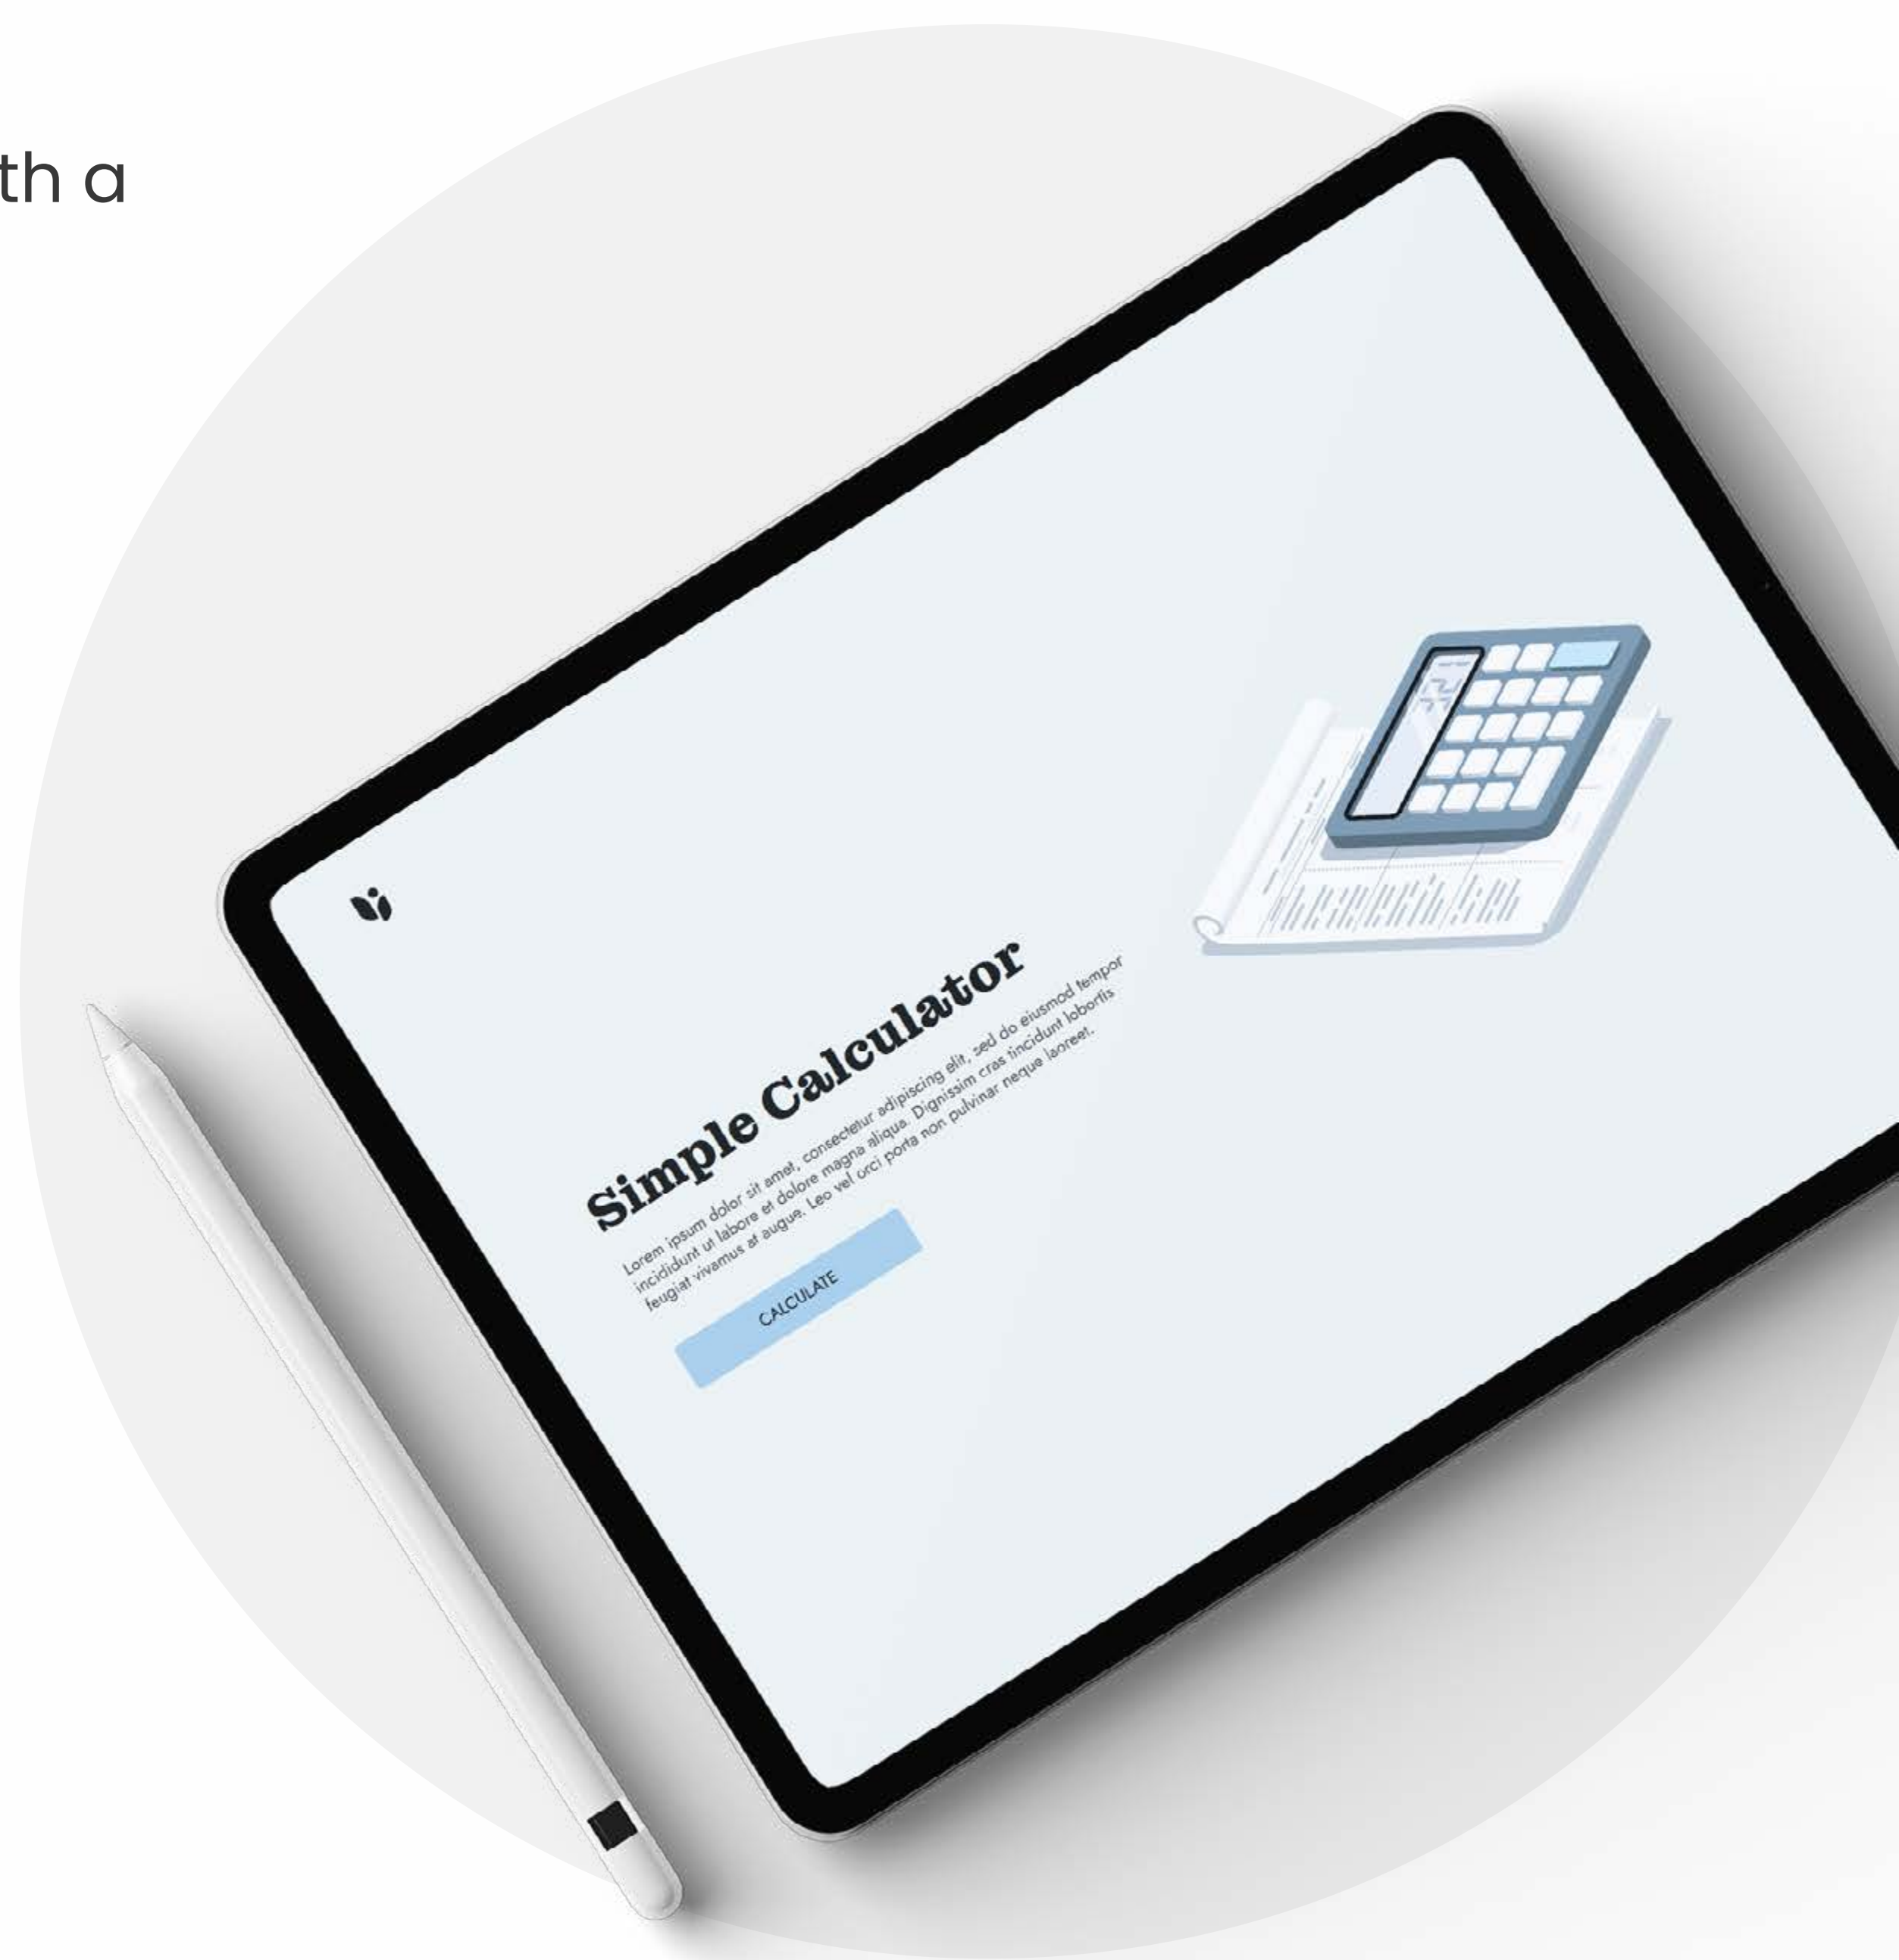 th a
Simple Calculator
Lorem ipsum dolor sit amet, consectetur adipiscing elit, sed do eiusmod tempor
incididunt ut labore et dolore magna aliqua. Dignissim cras tincidunt lobortis
feugiat vivamus at augue. Leo vel orci porta non pulvinar neque laoreet.
CALCULATE